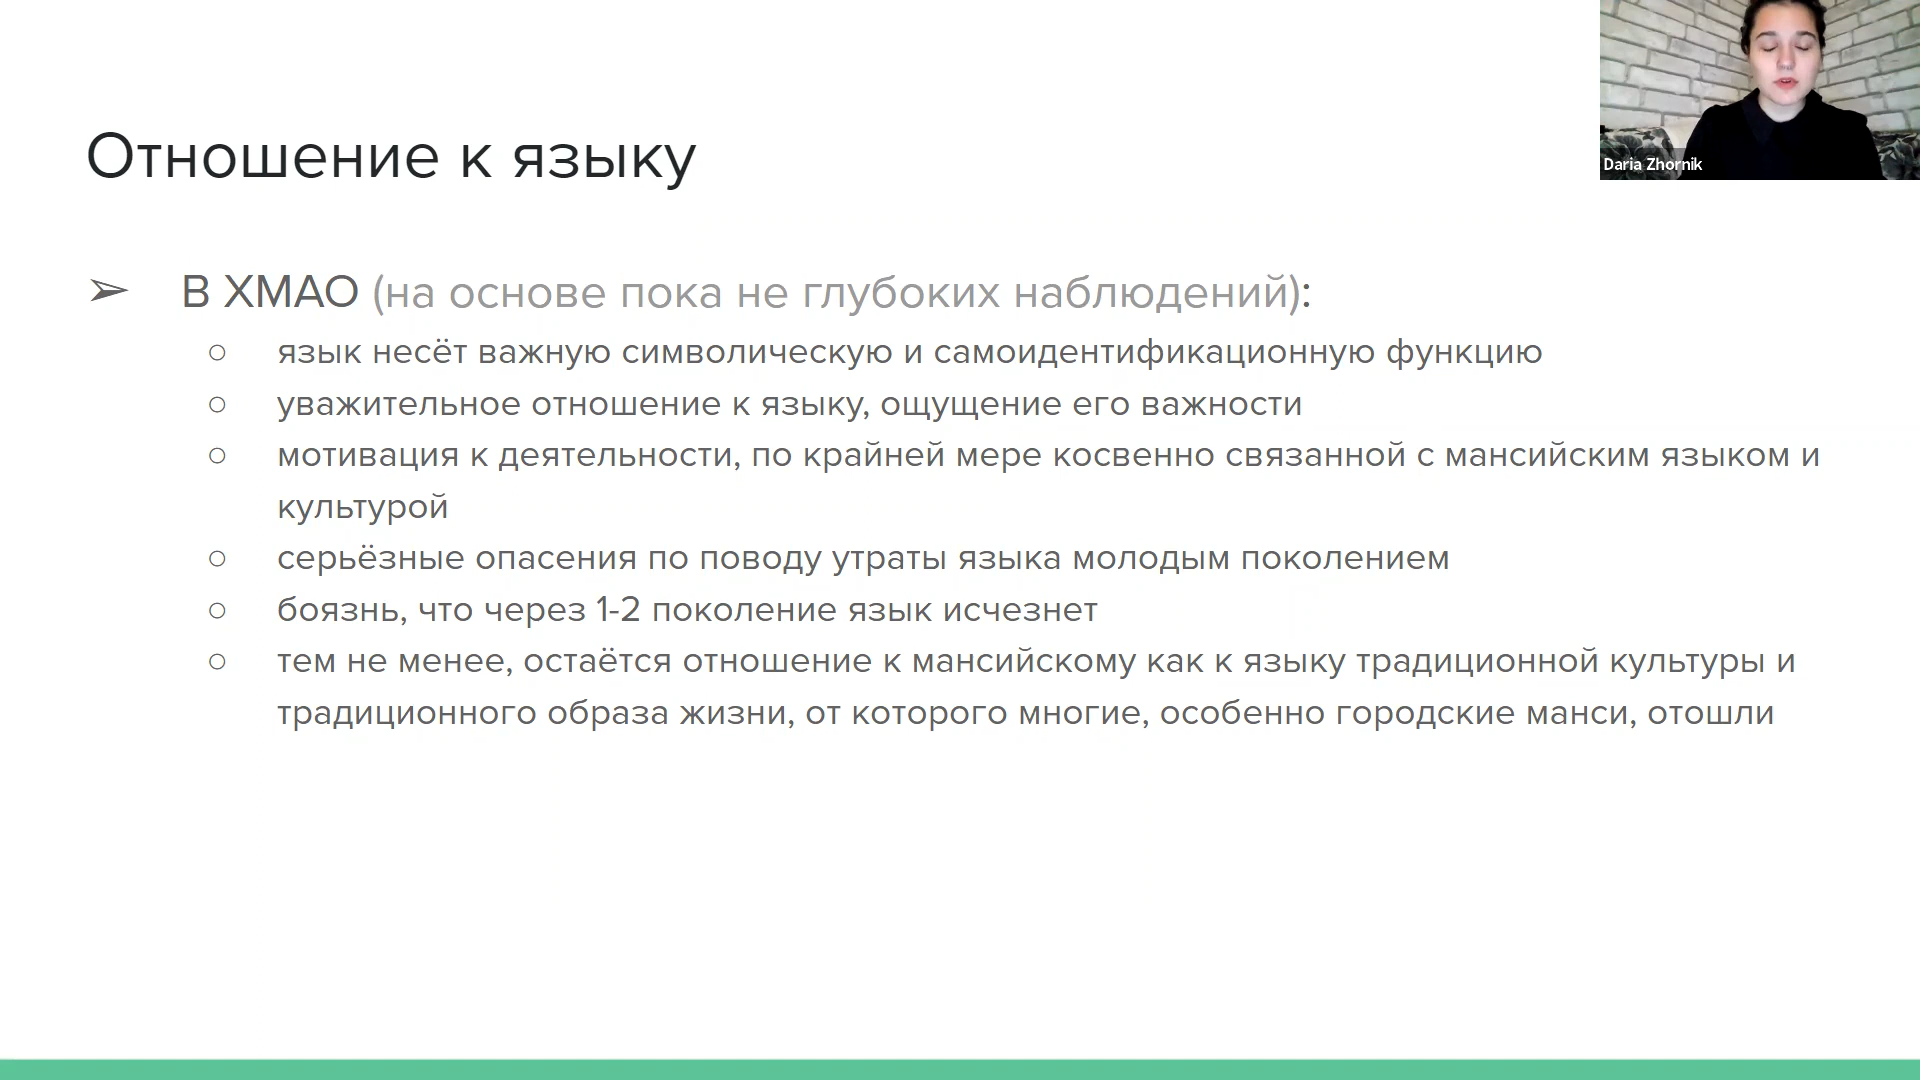 Отношение к языку
Daria Zhornik
➢ В ХМАО (на основе пока не глубоких наблюдений):
○ язык несёт важную символическую и самоидентификационную функцию
○ уважительное отношение к языку, ощущение его важности
○ мотивация к деятельности, по крайней мере косвенно связанной с мансийским языком и
культурой
○ серьёзные опасения по поводу утраты языка молодым поколением
○ боязнь, что через 1-2 поколение язык исчезнет
○ тем не менее, остаётся отношение к мансийскому как к языку традиционной культуры и
традиционного образа жизни, от которого многие, особенно городские манси, отошли